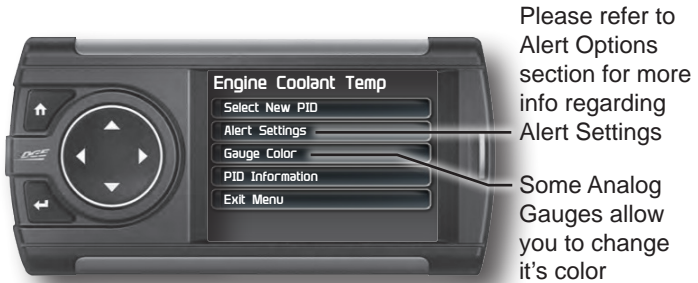 Engine Coolant Temp
Select New PID
Alert Settings
Gauge Color
PID Information
Exit Menu
Please refer to
Alert Options
section for more
info regarding
Alert Settings
Some Analog
Gauges allow
you to change
it's color